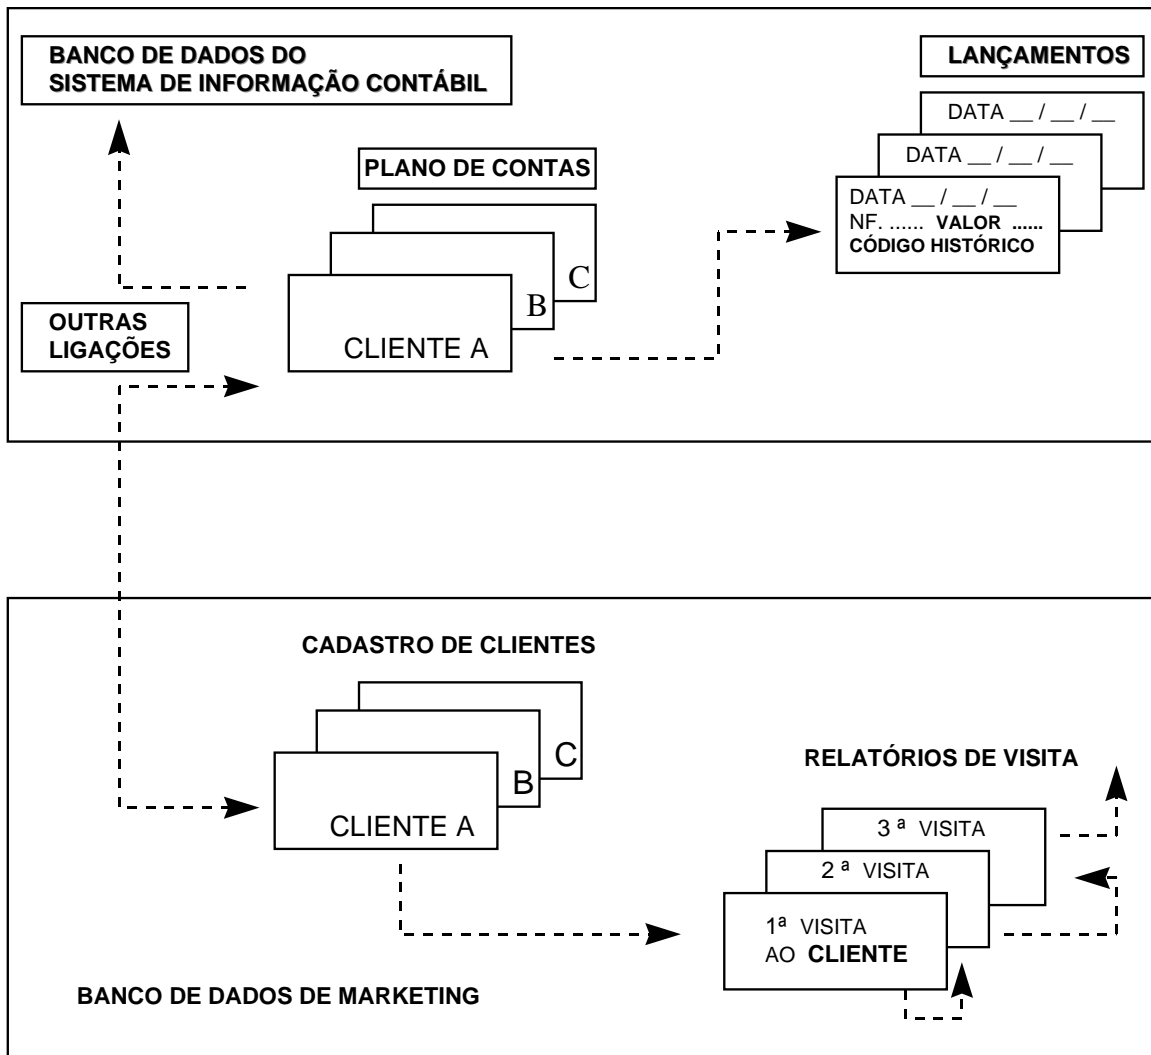 BANCO DE DADOS DO
SISTEMA DE INFORMAÇÃO CONTÁBIL
LANÇAMENTOS
DATA __ / __ / __
DATA __ / __ / __
DATA __ / __ / __
NF. ...... VALOR ......
CÓDIGO HISTÓRICO
PLANO DE CONTAS
C
B
CLIENTE A
OUTRAS
LIGAÇÕES
CADASTRO DE CLIENTES
C
B
CLIENTE A
RELATÓRIOS DE VISITA
3 ª VISITA
2 ª VISITA
1ª VISITA
AO CLIENTE
BANCO DE DADOS DE MARKETING